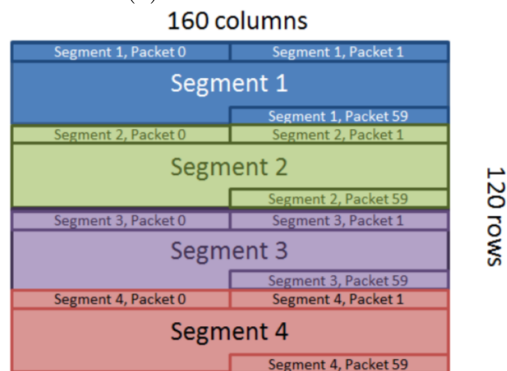 160 columns
Segment 1, Packet 0 Segment 1, Packet 1
Segment 1
Segment 1, Packet 59
Segment 2, Packet 0 Segment 2, Packet 1
Segment 2
Segment 2, Packet 59
Segment 3, Packet 0 Segment 3, Packet 1
Segment 3
Segment 3, Packet 59
Segment 4, Packet 0 Segment 4, Packet 1
Segment 4
Segment 4, Packet 59
120 rows